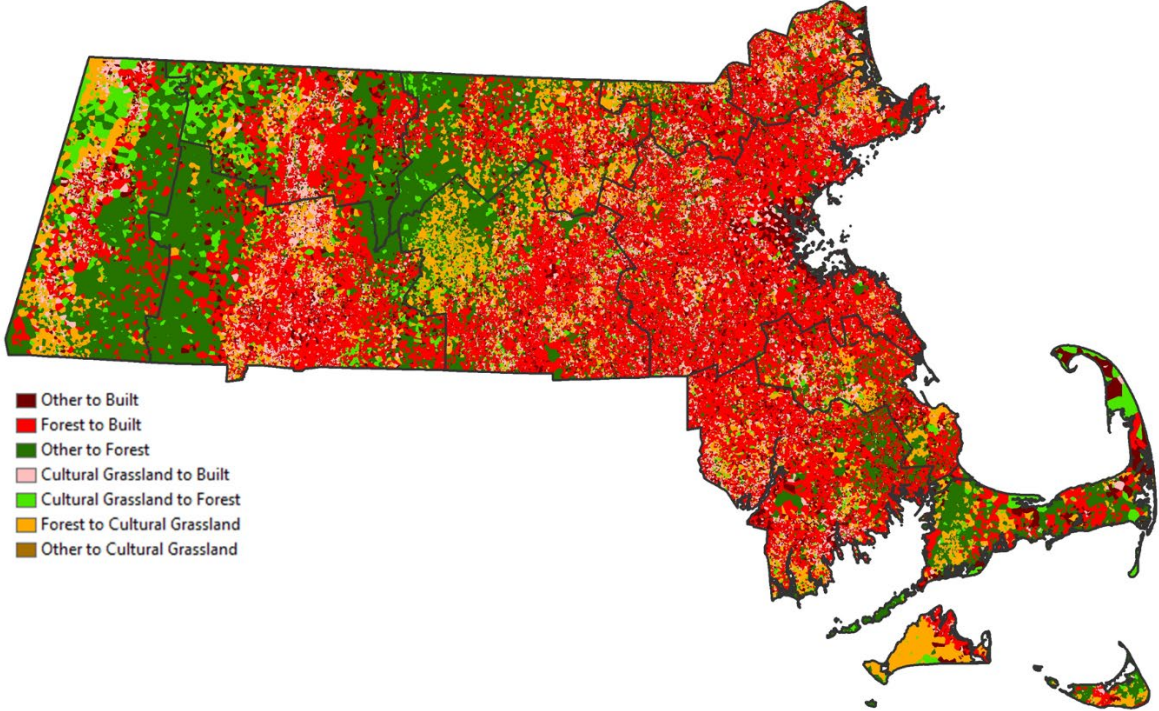 Other to Built
Forest to Built
Other to Forest
Cultural Grassland to Built
Cultural Grassland to Forest
Forest to Cultural Grassland
Other to Cultural Grassland